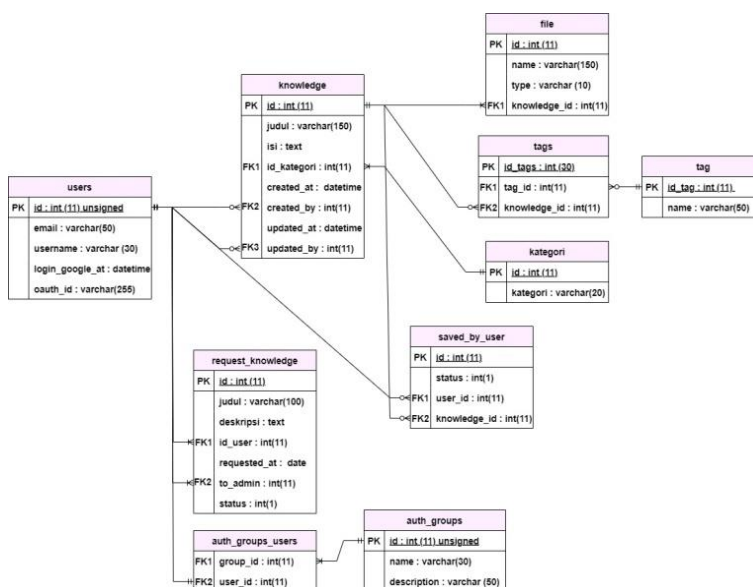 file
PK id : int (11)
name : varchar(150)
type : varchar (10)
FK1 knowledge_id : int(11)
knowledge
PK id : int (11)
judul : varchar(150)
isi : text
FK1 id_kategori : int(11)
created_at : datetime
FK2 created_by : int(11)
updated_at : datetime
FK3 updated_by : int(11)
tags
PK id_tags : int (30)
FK1 tag_id : int(11)
FK2 knowledge_id : int(11)
tag
PK id_tag : int (11)
name : varchar(50)
users
PK id : int (11) unsigned
email : varchar(50)
username : varchar (30)
login_google_at : datetime
oauth_id : varchar(255)
kategori
PK id : int (11)
kategori : varchar(20)
saved_by_user
PK id : int (11)
status : int(1)
FK1 user_id : int(11)
FK2 knowledge_id : int(11)
request_knowledge
PK id : int (11)
judul : varchar(100)
deskripsi : text
FK1 id_user : int(11)
requested_at : date
FK2 to_admin : int(11)
status : int(1)
auth_groups_users
FK1 group_id : int(11)
FK2 user_id : int(11)
auth_groups
PK id : int (11) unsigned
name : varchar(30)
description : varchar (50)